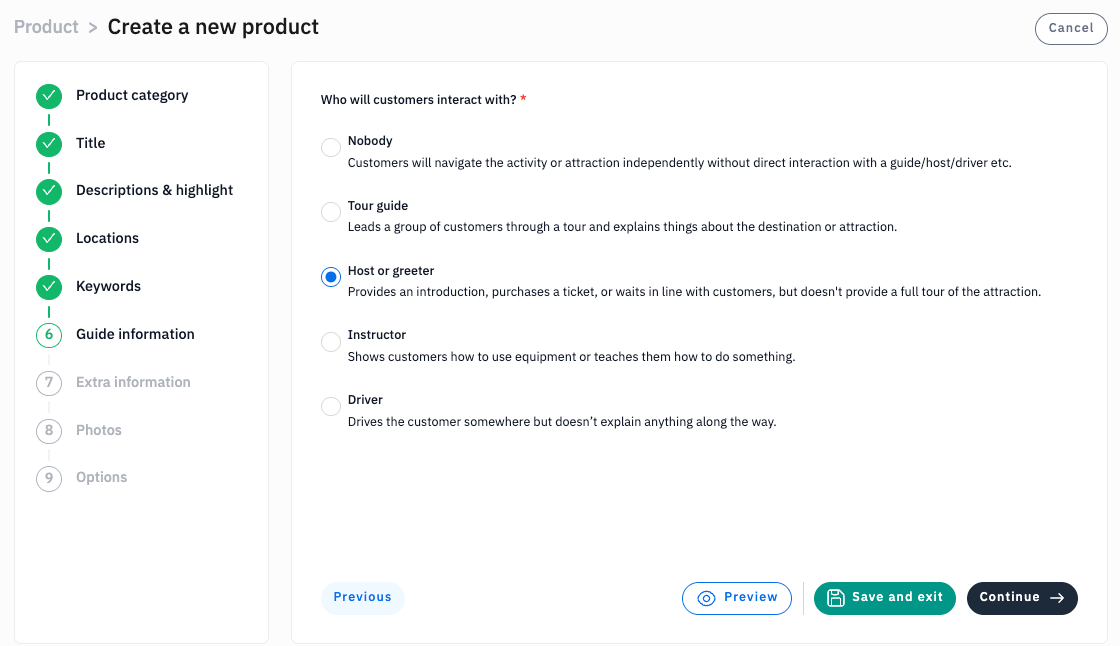 Product > Create a new product
Cancel
Product category
Title
Descriptions & highlight
Locations
Keywords
6 Guide information
7 Extra information
8 Photos
9 Options
Who will customers interact with? *
Nobody
Customers will navigate the activity or attraction independently without direct interaction with a guide/host/driver etc.
Tour guide
Leads a group of customers through a tour and explains things about the destination or attraction.
Host or greeter
Provides an introduction, purchases a ticket, or waits in line with customers, but doesn't provide a full tour of the attraction.
Instructor
Shows customers how to use equipment or teaches them how to do something.
Driver
Drives the customer somewhere but doesn’t explain anything along the way.
Previous
Preview
Save and exit
Continue →